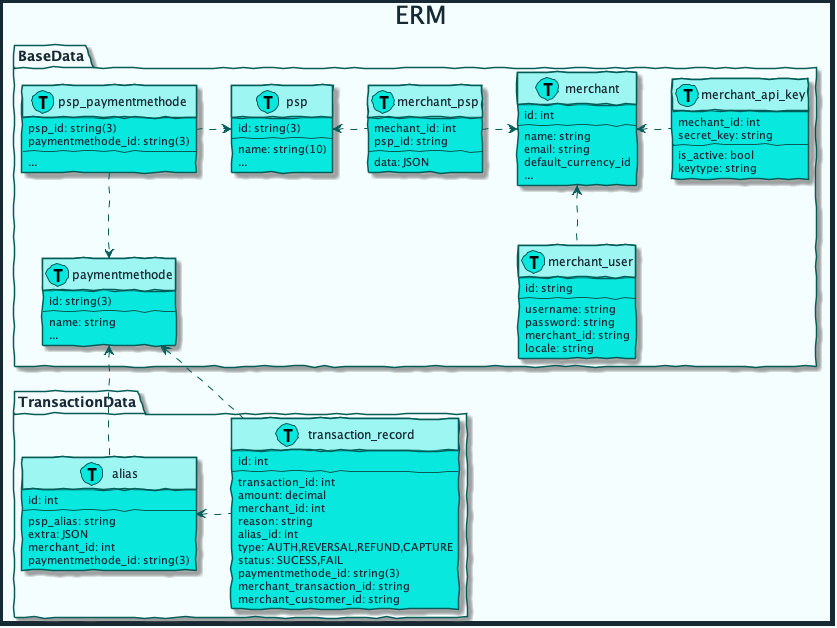 ERM
BaseData
T psp_paymentmethode
psp_id: string(3)
paymentmethode_id: string(3)
...
T psp
id: string(3)
name: string(10)
...
T merchant_psp
mechant_id: int
psp_id: string
data: JSON
T merchant
id: int
name: string
email: string
default_currency_id
...
T merchant_api_key
mechant_id: int
secret_key: string
is_active: bool
keytype: string
T paymentmethode
id: string(3)
name: string
...
T merchant_user
id: string
username: string
password: string
merchant_id: string
locale: string
TransactionData
T alias
id: int
psp_alias: string
extra: JSON
merchant_id: int
paymentmethode_id: string(3)
T transaction_record
id: int
transaction_id: int
amount: decimal
merchant_id: int
reason: string
alias_id: int
type: AUTH,REVERSAL,REFUND,CAPTURE
status: SUCESS,FAIL
paymentmethode_id: string(3)
merchant_transaction_id: string
merchant_customer_id: string